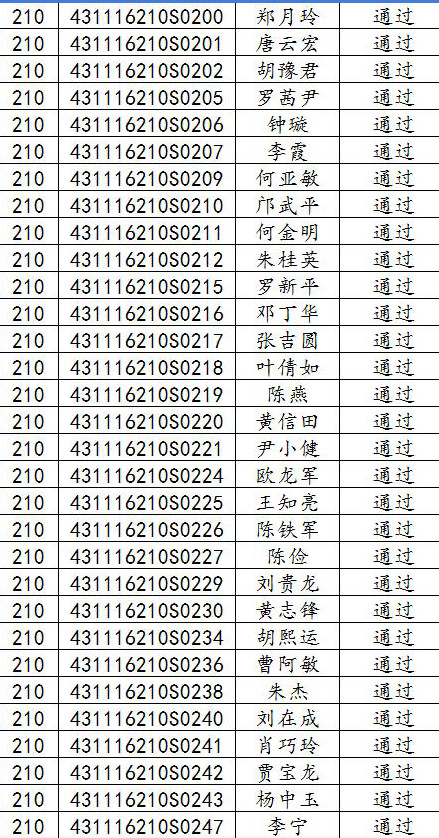 210 431116210S0200 郑月玲 通过
210 431116210S0201 唐云宏 通过
210 431116210S0202 胡豫君 通过
210 431116210S0205 罗茜尹 通过
210 431116210S0206 钟璇 通过
210 431116210S0207 李霞 通过
210 431116210S0209 何亚敏 通过
210 431116210S0210 邝武平 通过
210 431116210S0211 何金明 通过
210 431116210S0212 朱桂英 通过
210 431116210S0215 罗新平 通过
210 431116210S0216 邓丁华 通过
210 431116210S0217 张吉圆 通过
210 431116210S0218 叶倩如 通过
210 431116210S0219 陈燕 通过
210 431116210S0220 黄信田 通过
210 431116210S0221 尹小健 通过
210 431116210S0224 欧龙军 通过
210 431116210S0225 王知亮 通过
210 431116210S0226 陈铁军 通过
210 431116210S0227 陈俭 通过
210 431116210S0229 刘贵龙 通过
210 431116210S0230 黄志锋 通过
210 431116210S0234 胡熙运 通过
210 431116210S0236 曹阿敏 通过
210 431116210S0238 朱杰 通过
210 431116210S0240 刘在成 通过
210 431116210S0241 肖巧玲 通过
210 431116210S0242 贾宝龙 通过
210 431116210S0243 杨中玉 通过
210 431116210S0247 李宁 通过